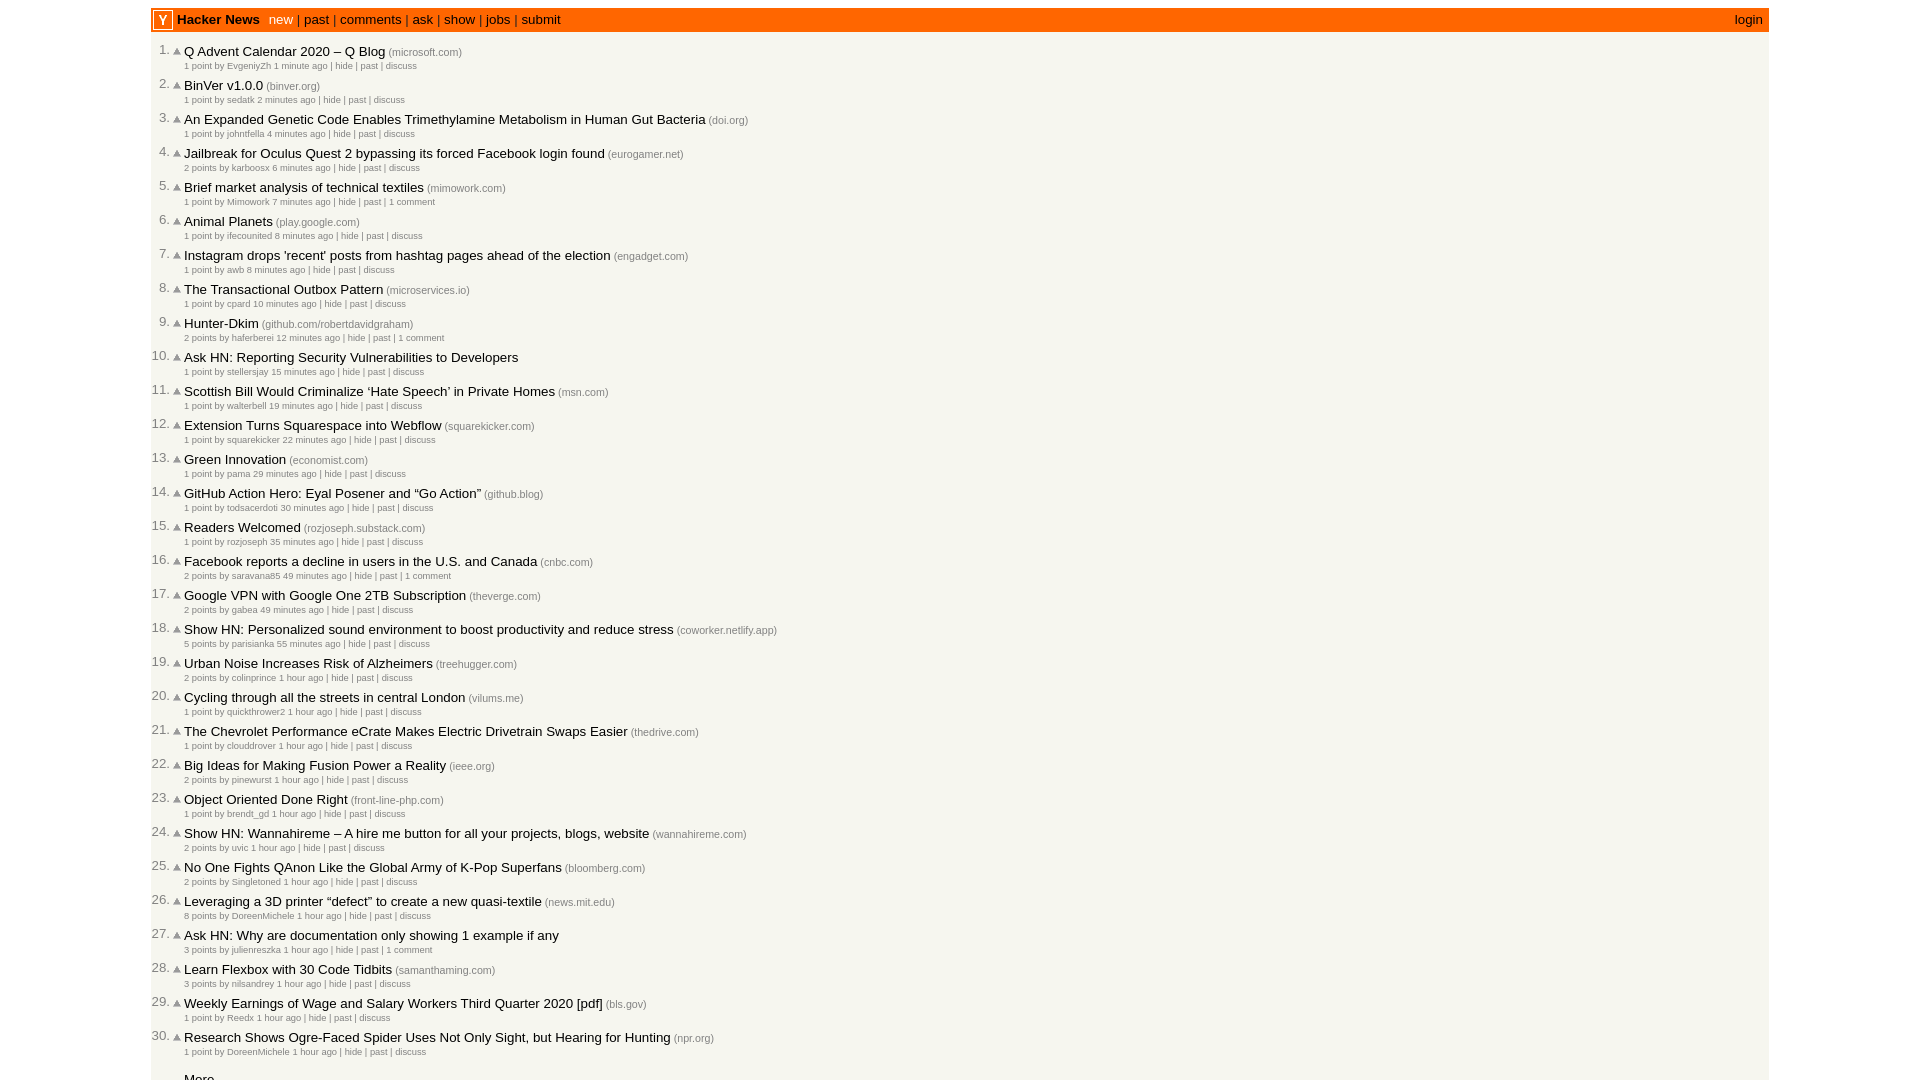 Y Hacker News new | past | comments | ask | show | jobs | submit login
1. Q Advent Calendar 2020 – Q Blog (microsoft.com)
1 point by EvgeniyZh 1 minute ago | hide | past | discuss
2. BinVer v1.0.0 (binver.org)
1 point by sedatk 2 minutes ago | hide | past | discuss
3. An Expanded Genetic Code Enables Trimethylamine Metabolism in Human Gut Bacteria (doi.org)
1 point by johntfella 4 minutes ago | hide | past | discuss
4. Jailbreak for Oculus Quest 2 bypassing its forced Facebook login found (eurogamer.net)
2 points by karboosx 6 minutes ago | hide | past | discuss
5. Brief market analysis of technical textiles (mimowork.com)
1 point by Mimowork 7 minutes ago | hide | past | 1 comment
6. Animal Planets (play.google.com)
1 point by ifecounited 8 minutes ago | hide | past | discuss
7. Instagram drops 'recent' posts from hashtag pages ahead of the election (engadget.com)
1 point by awb 8 minutes ago | hide | past | discuss
8. The Transactional Outbox Pattern (microservices.io)
1 point by cpard 10 minutes ago | hide | past | discuss
9. Hunter-Dkim (github.com/robertdavidgraham)
2 points by haferberei 12 minutes ago | hide | past | 1 comment
10. Ask HN: Reporting Security Vulnerabilities to Developers
1 point by stellersjay 15 minutes ago | hide | past | discuss
11. Scottish Bill Would Criminalize ‘Hate Speech’ in Private Homes (msn.com)
1 point by walterbell 19 minutes ago | hide | past | discuss
12. Extension Turns Squarespace into Webflow (squarekicker.com)
1 point by squarekicker 22 minutes ago | hide | past | discuss
13. Green Innovation (economist.com)
1 point by pama 29 minutes ago | hide | past | discuss
14. GitHub Action Hero: Eyal Posener and “Go Action” (github.blog)
1 point by todsacerdoti 30 minutes ago | hide | past | discuss
15. Readers Welcomed (rozjoseph.substack.com)
1 point by rozjoseph 35 minutes ago | hide | past | discuss
16. Facebook reports a decline in users in the U.S. and Canada (cnbc.com)
2 points by saravana85 49 minutes ago | hide | past | 1 comment
17. Google VPN with Google One 2TB Subscription (theverge.com)
2 points by gabea 49 minutes ago | hide | past | discuss
18. Show HN: Personalized sound environment to boost productivity and reduce stress (coworker.netlify.app)
5 points by parisianka 55 minutes ago | hide | past | discuss
19. Urban Noise Increases Risk of Alzheimers (treehugger.com)
2 points by colinprince 1 hour ago | hide | past | discuss
20. Cycling through all the streets in central London (vilums.me)
1 point by quickthrower2 1 hour ago | hide | past | discuss
21. The Chevrolet Performance eCrate Makes Electric Drivetrain Swaps Easier (thedrive.com)
1 point by clouddrover 1 hour ago | hide | past | discuss
22. Big Ideas for Making Fusion Power a Reality (ieee.org)
2 points by pinewurst 1 hour ago | hide | past | discuss
23. Object Oriented Done Right (front-line-php.com)
1 point by brendt_gd 1 hour ago | hide | past | discuss
24. Show HN: Wannahireme – A hire me button for all your projects, blogs, website (wannahireme.com)
2 points by uvic 1 hour ago | hide | past | discuss
25. No One Fights QAnon Like the Global Army of K-Pop Superfans (bloomberg.com)
2 points by Singletoned 1 hour ago | hide | past | discuss
26. Leveraging a 3D printer “defect” to create a new quasi-textile (news.mit.edu)
8 points by DoreenMichele 1 hour ago | hide | past | discuss
27. Ask HN: Why are documentation only showing 1 example if any
3 points by julienreszka 1 hour ago | hide | past | 1 comment
28. Learn Flexbox with 30 Code Tidbits (samanthaming.com)
3 points by nilsandrey 1 hour ago | hide | past | discuss
29. Weekly Earnings of Wage and Salary Workers Third Quarter 2020 [pdf] (bls.gov)
1 point by Reedx 1 hour ago | hide | past | discuss
30. Research Shows Ogre-Faced Spider Uses Not Only Sight, but Hearing for Hunting (npr.org)
1 point by DoreenMichele 1 hour ago | hide | past | discuss
More